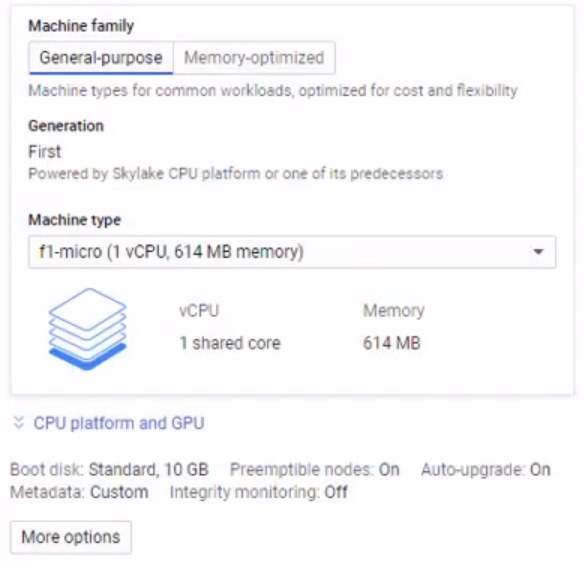 Machine family
General-purpose Memory-optimized
Machine types for common workloads, optimized for cost and flexibility
Generation
First
Powered by Skylake CPU platform or one of its predecessors
Machine type
f1-micro (1 vCPU, 614 MB memory)
vCPU Memory
1 shared core 614 MB
CPU platform and GPU
Boot disk: Standard, 10 GB Preemptible nodes: On Auto-upgrade: On
Metadata: Custom Integrity monitoring: Off
More options